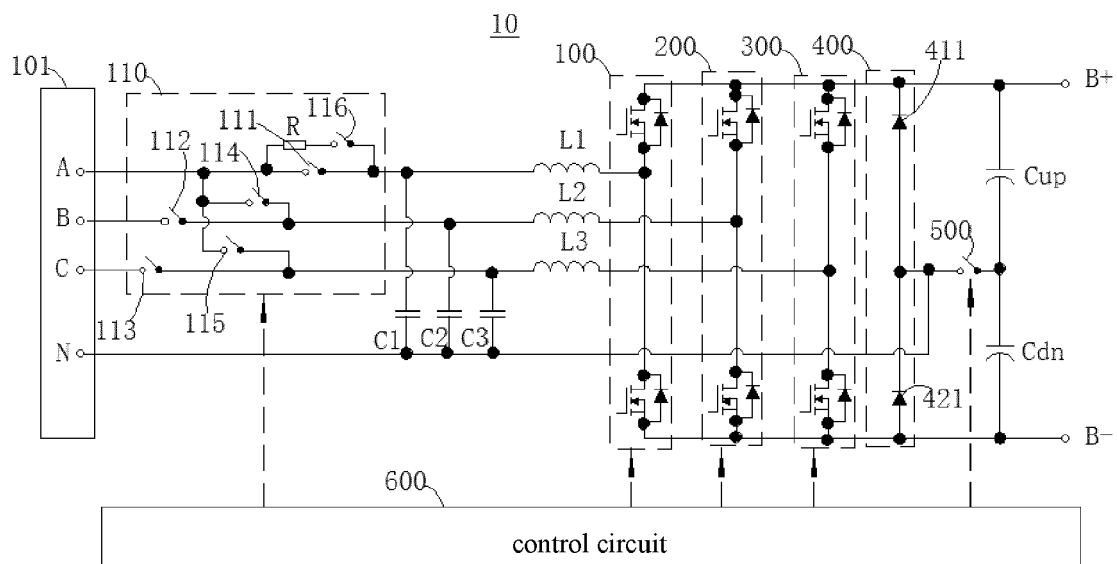 10
100
200
300
400
411
101
110
116
111
R
112
114
A
B
C
N
L1
L2
L3
B+
Cup
500
113
115
C1
C2
C3
Cdn
421
B-
600
control circuit